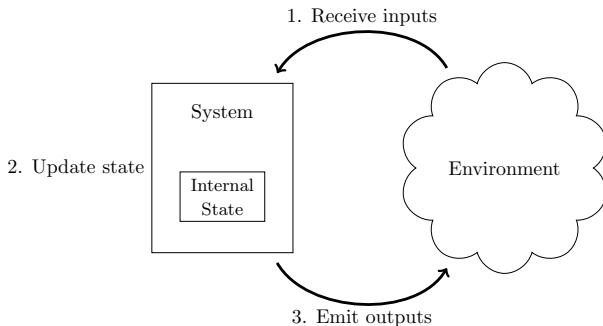 1. Receive inputs
System
2. Update state
Internal
State
Environment
3. Emit outputs